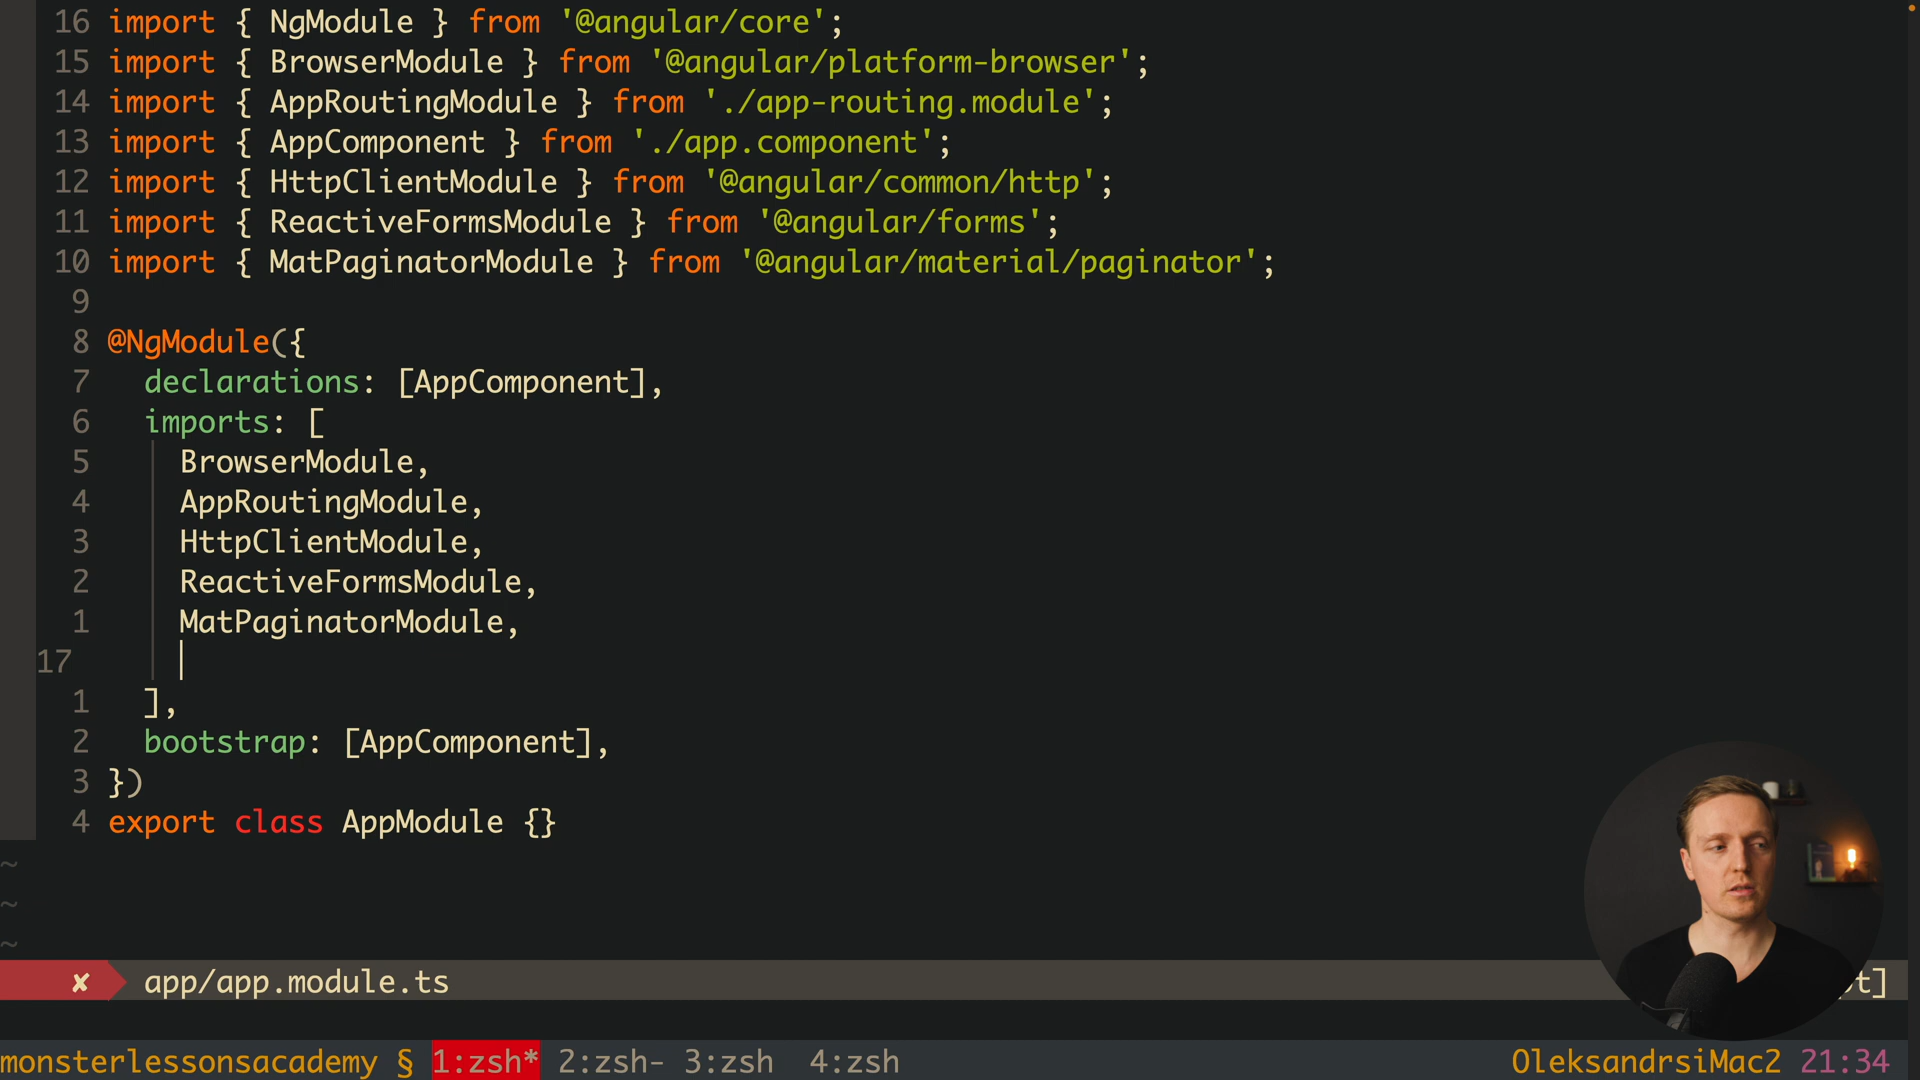 16 import { NgModule } from '@angular/core';
15 import { BrowserModule } from '@angular/platform-browser';
14 import { AppRoutingModule } from './app-routing.module';
13 import { AppComponent } from './app.component';
12 import { HttpClientModule } from '@angular/common/http';
11 import { ReactiveFormsModule } from '@angular/forms';
10 import { MatPaginatorModule } from '@angular/material/paginator';
9
8 @NgModule({
7   declarations: [AppComponent],
6   imports: [
5     BrowserModule,
4     AppRoutingModule,
3     HttpClientModule,
2     ReactiveFormsModule,
1     MatPaginatorModule,
17
1   ],
2   bootstrap: [AppComponent],
3 })
4 export class AppModule {}
~
~
~
✘ app/app.module.ts t]
monsterlessonsacademy § 1:zsh* 2:zsh- 3:zsh 4:zsh OleksandrsiMac2 21:34